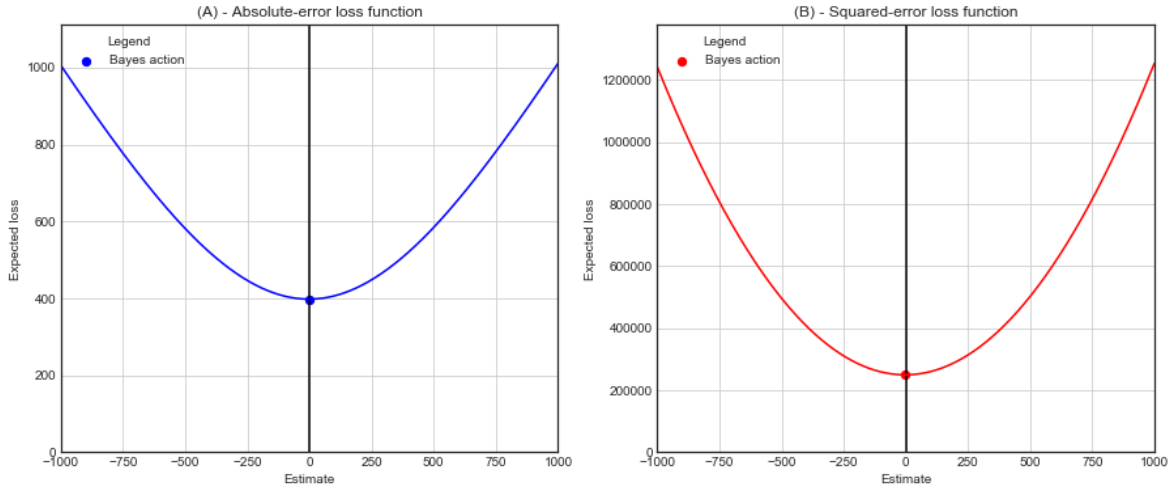 (A) - Absolute-error loss function
Legend
Bayes action
Expected loss
1000
800
600
400
200
0
−1000 −750 −500 −250 0 250 500 750 1000
Estimate
(B) - Squared-error loss function
Legend
Bayes action
Expected loss
1200000
1000000
800000
600000
400000
200000
0
−1000 −750 −500 −250 0 250 500 750 1000
Estimate